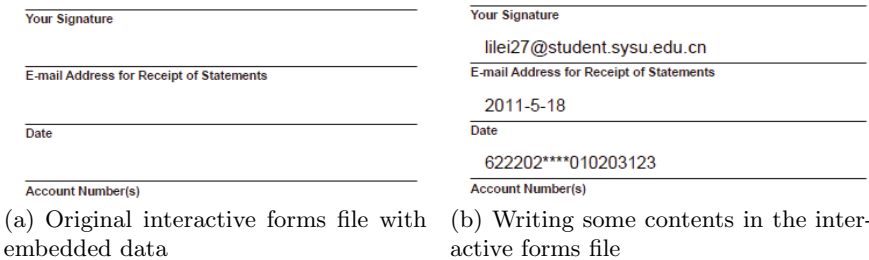 Your Signature
E-mail Address for Receipt of Statements
Date
Account Number(s)
(a) Original interactive forms file with
embedded data
Your Signature
lilei27@student.sysu.edu.cn
E-mail Address for Receipt of Statements
2011-5-18
Date
622202****010203123
Account Number(s)
(b) Writing some contents in the inter-
active forms file